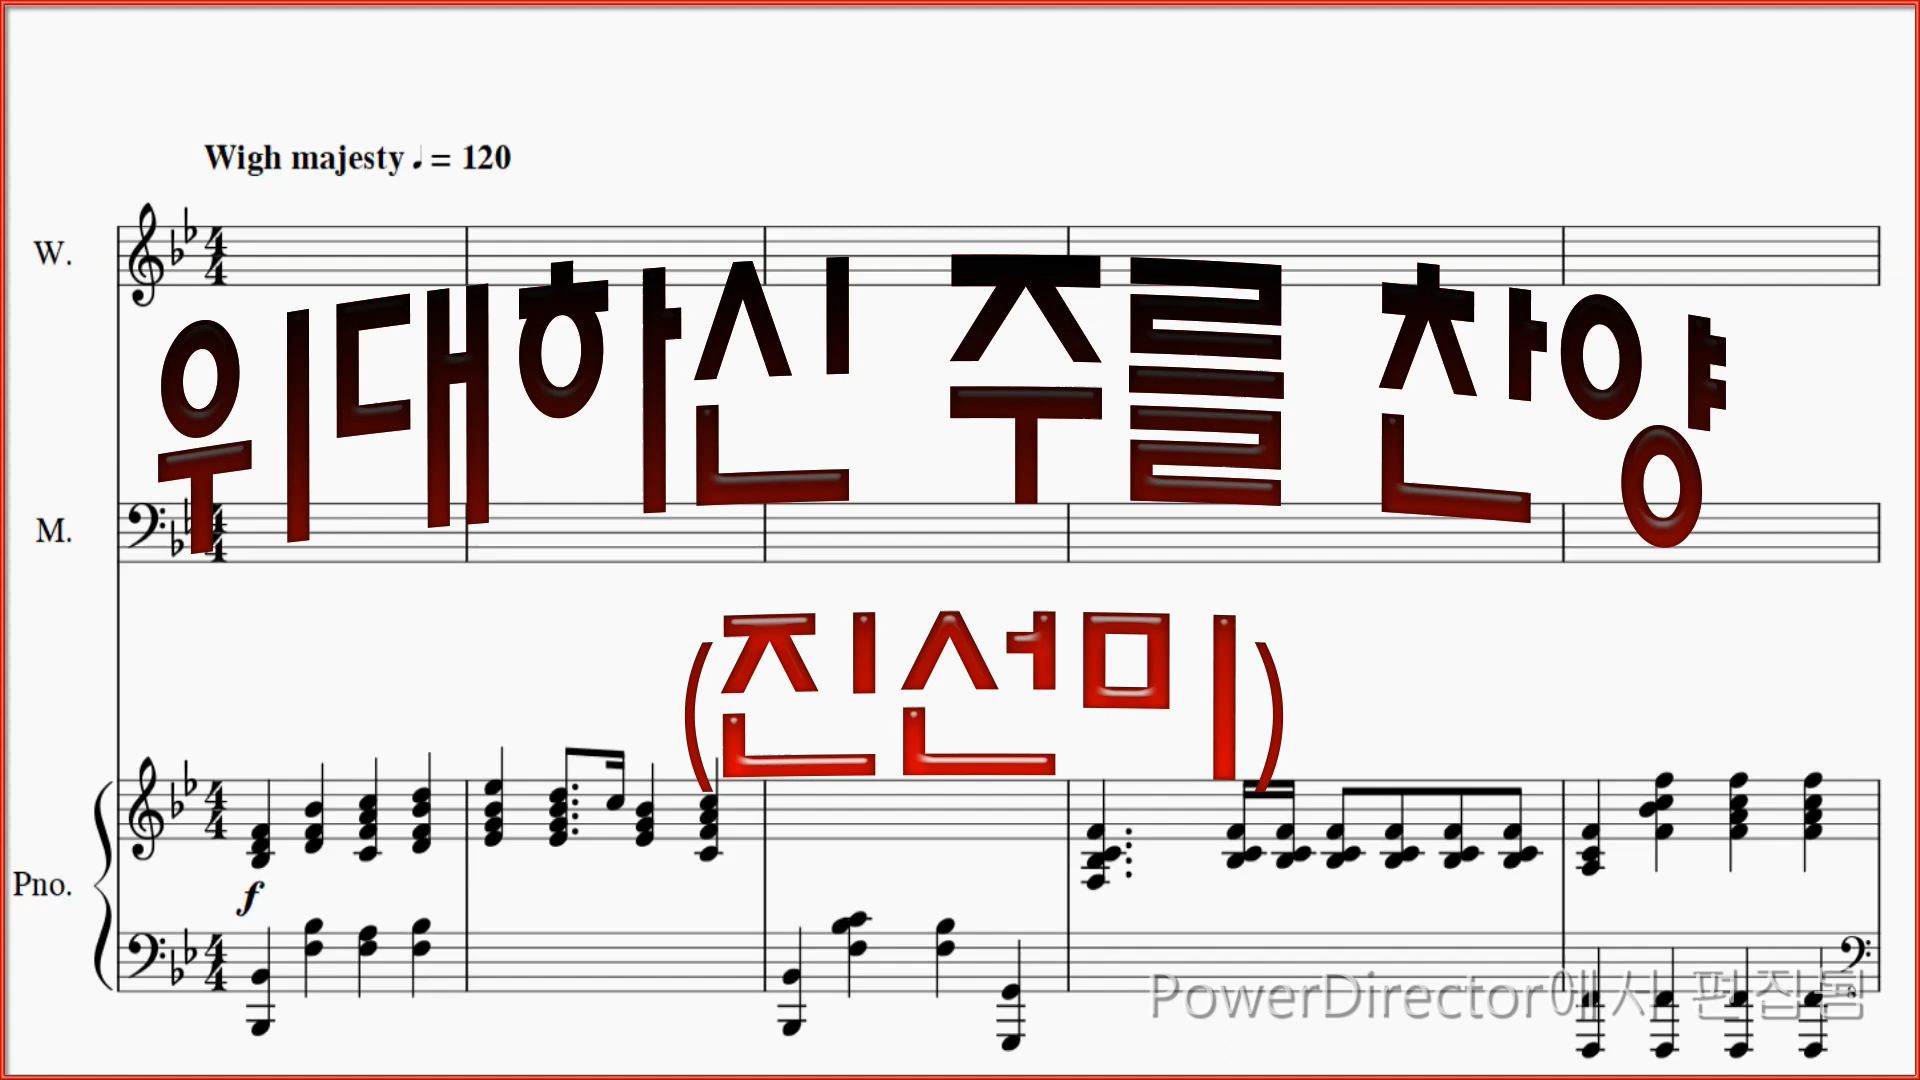 Wigh majesty ♩ = 120
W.
위대한신 주를 찬양
M.
(진선미)
Pno.
f
PowerDirector에서 편집됨